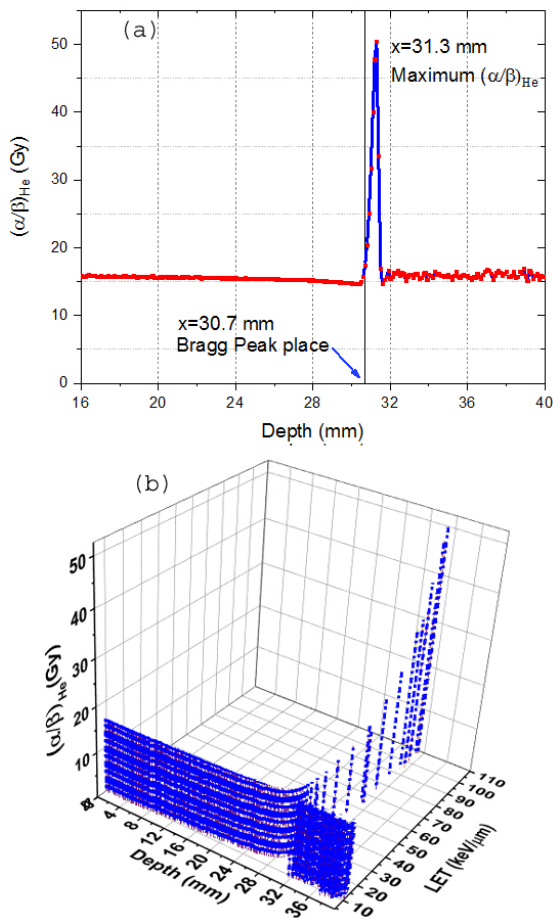 (a)
50
40
30
20
10
0
(α/β)He (Gy)
x=31.3 mm
Maximum (α/β)He
x=30.7 mm
Bragg Peak place
16 20 24 28 32 36 40
Depth (mm)
(b)
50
40
30
20
10
(α/β)He(Gy)
4 8 12 16 20 24 28 32 36
Depth (mm)
10 20 30 40 50 60 70 80 90 100 110
LET (keV/μm)